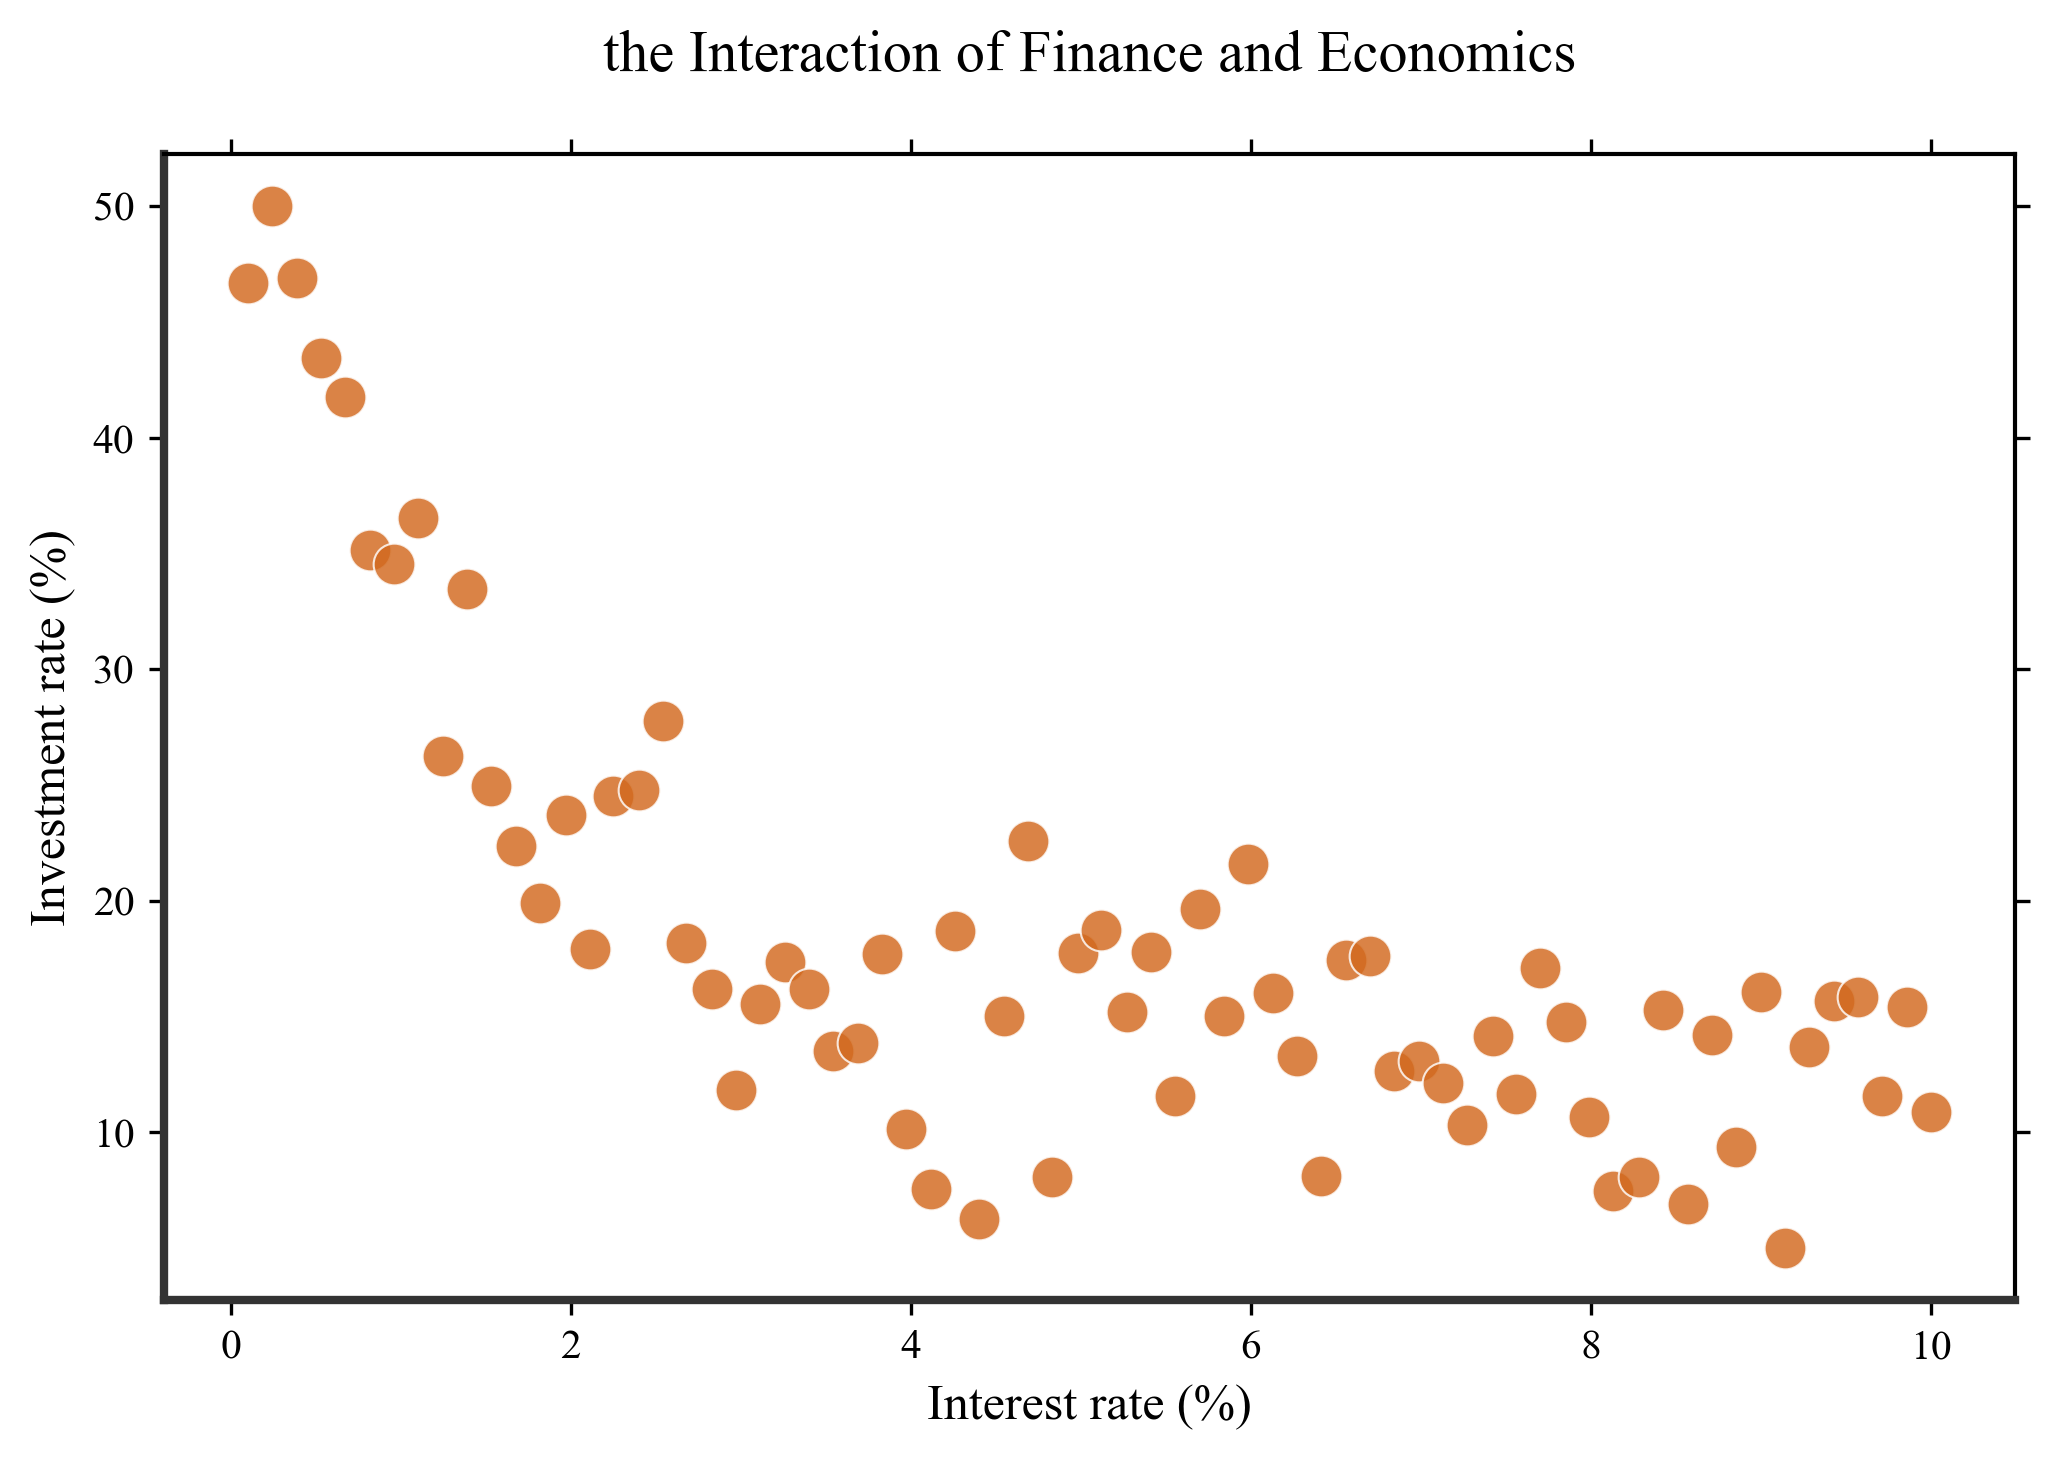 the Interaction of Finance and Economics
50
40
30
20
10
Investment rate (%)
0 2 4 6 8 10
Interest rate (%)